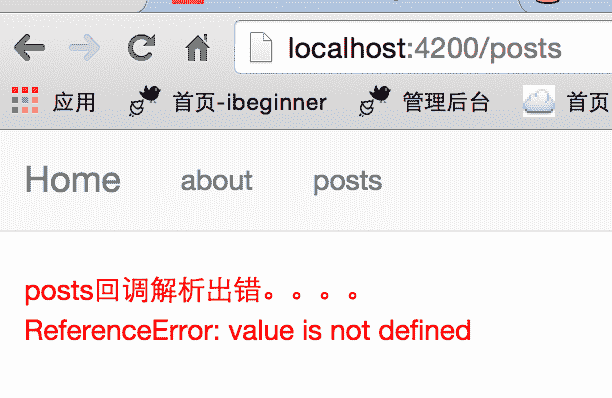 localhost:4200/posts
应用 首页-ibeginner 管理后台 首页
Home about posts
posts回调解析出错。。。。
ReferenceError: value is not defined